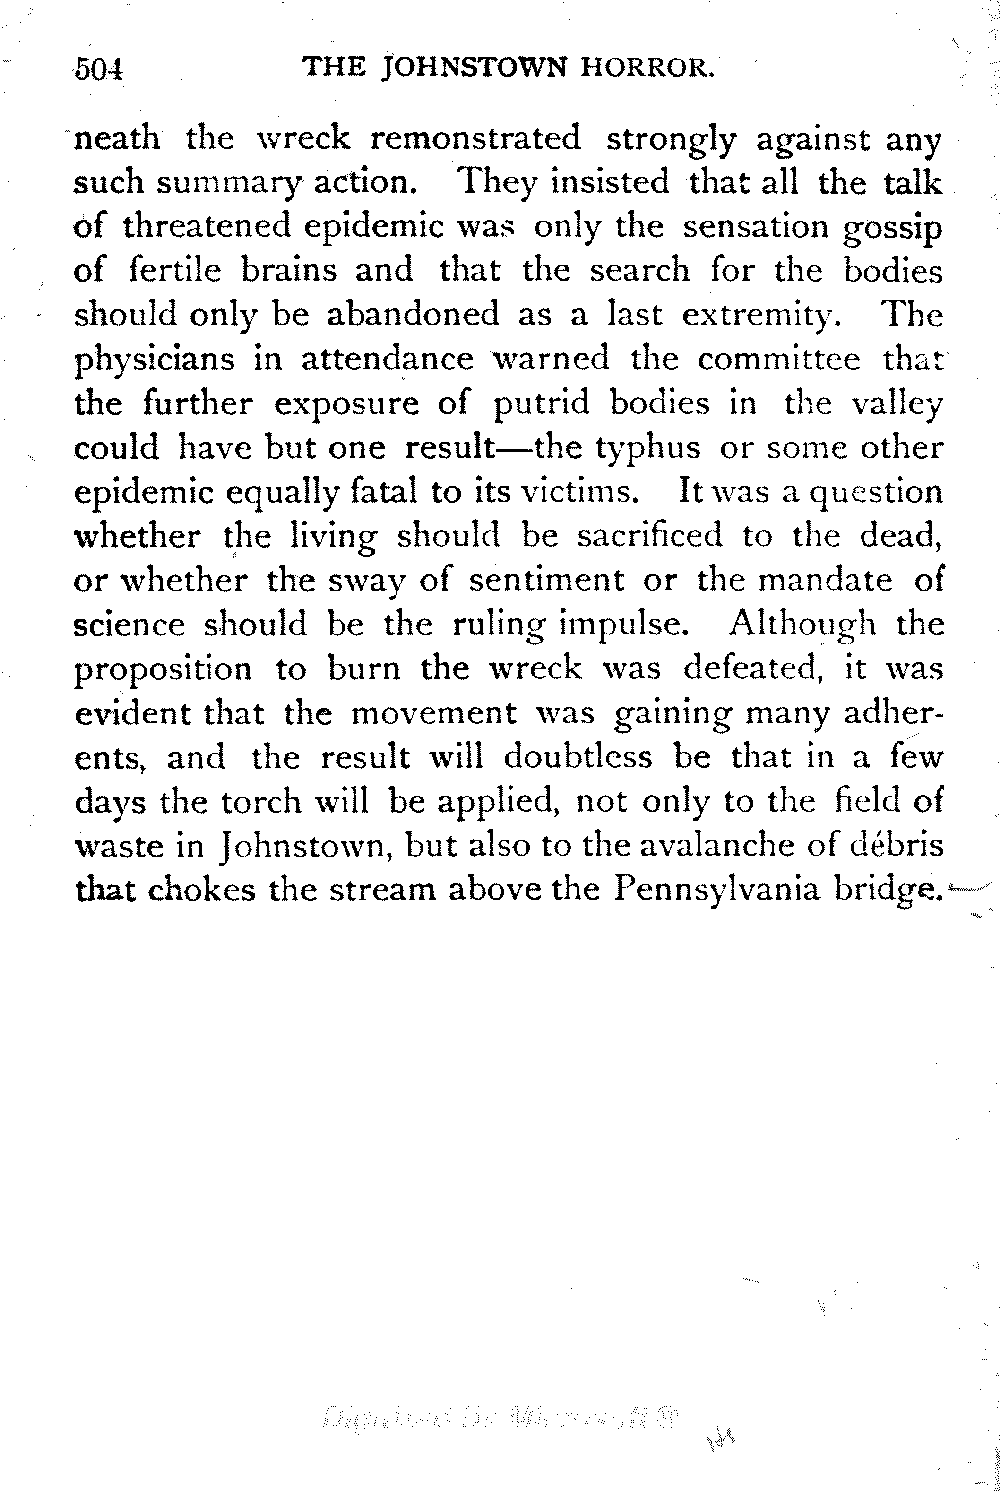 504 THE JOHNSTOWN HORROR.
neath the wreck remonstrated strongly against any
such summary action. They insisted that all the talk
of threatened epidemic was only the sensation gossip
of fertile brains and that the search for the bodies
should only be abandoned as a last extremity. The
physicians in attendance warned the committee that
the further exposure of putrid bodies in the valley
could have but one result—the typhus or some other
epidemic equally fatal to its victims. It was a question
whether the living should be sacrificed to the dead,
or whether the sway of sentiment or the mandate of
science should be the ruling impulse. Although the
proposition to burn the wreck was defeated, it was
evident that the movement was gaining many adher-
ents, and the result will doubtless be that in a few
days the torch will be applied, not only to the field of
waste in Johnstown, but also to the avalanche of débris
that chokes the stream above the Pennsylvania bridge.
Digitized by Microsoft ®